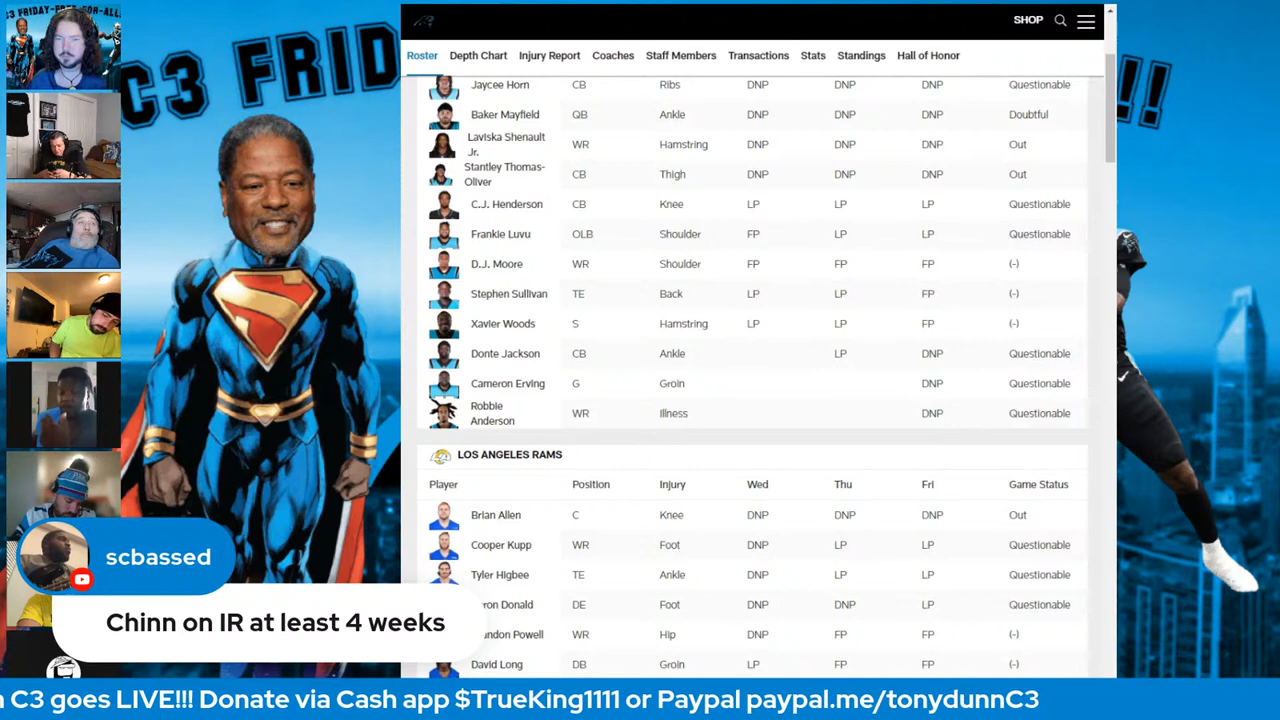 C3 FRIDAY-FREE-FOR-ALL
C3 FRID
!!
SHOP
Roster Depth Chart Injury Report Coaches Staff Members Transactions Stats Standings Hall of Honor
Jaycee Horn CB Ribs DNP DNP DNP Questionable
Baker Mayfield QB Ankle DNP DNP DNP Doubtful
Laviska Shenault Jr. WR Hamstring DNP DNP DNP Out
Stantley Thomas-Oliver CB Thigh DNP DNP DNP Out
C.J. Henderson CB Knee LP LP LP Questionable
Frankie Luvu OLB Shoulder FP LP LP Questionable
D.J. Moore WR Shoulder FP FP FP (-)
Stephen Sullivan TE Back LP LP FP (-)
Xavier Woods S Hamstring LP LP FP (-)
Donte Jackson CB Ankle LP DNP Questionable
Cameron Erving G Groin DNP Questionable
Robbie Anderson WR Illness DNP Questionable
LOS ANGELES RAMS
Player Position Injury Wed Thu Fri Game Status
Brian Allen C Knee DNP DNP DNP Out
Cooper Kupp WR Foot DNP LP LP Questionable
Tyler Higbee TE Ankle DNP LP LP Questionable
ron Donald DE Foot DNP DNP LP Questionable
ndon Powell WR Hip DNP FP FP (-)
David Long DB Groin LP FP FP (-)
scbassed
Chinn on IR at least 4 weeks
C3 goes LIVE!!! Donate via Cash app $TrueKing1111 or Paypal paypal.me/tonydunnC3